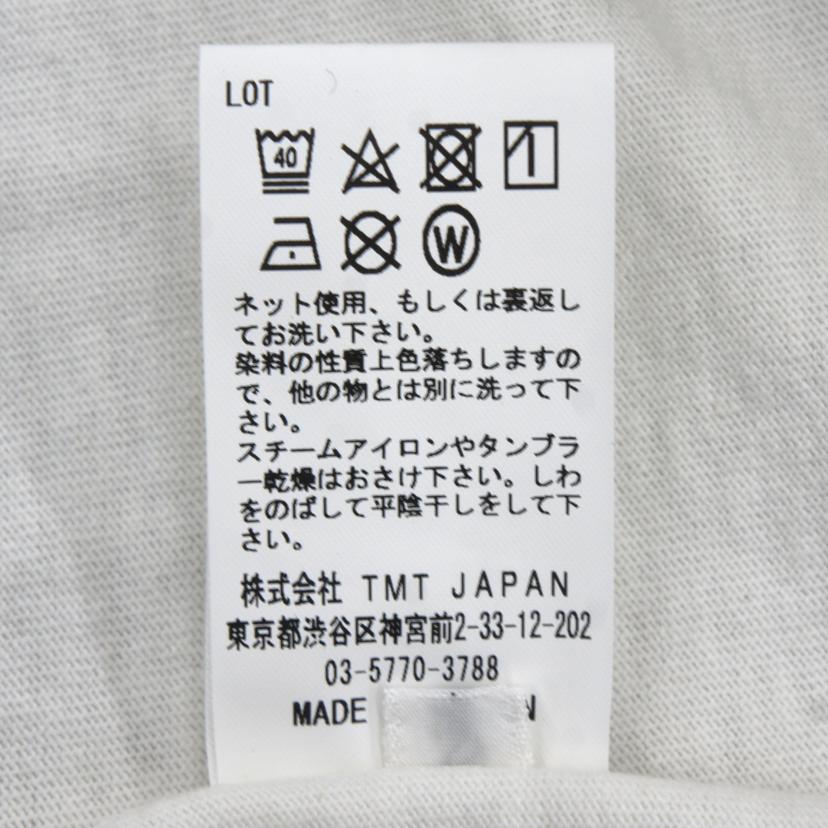 LOT
40
W
ネット使用、もしくは裏返し
てお洗い下さい。
染料の性質上色落ちしますの
で、他の物とは別に洗って下
さい。
スチームアイロンやタンブラ
ー乾燥はおさけ下さい。しわ
をのばして平陰干しをして下
さい。
株式会社 TMT JAPAN
東京都渋谷区神宮前2-33-12-202
03-5770-3788
MADE